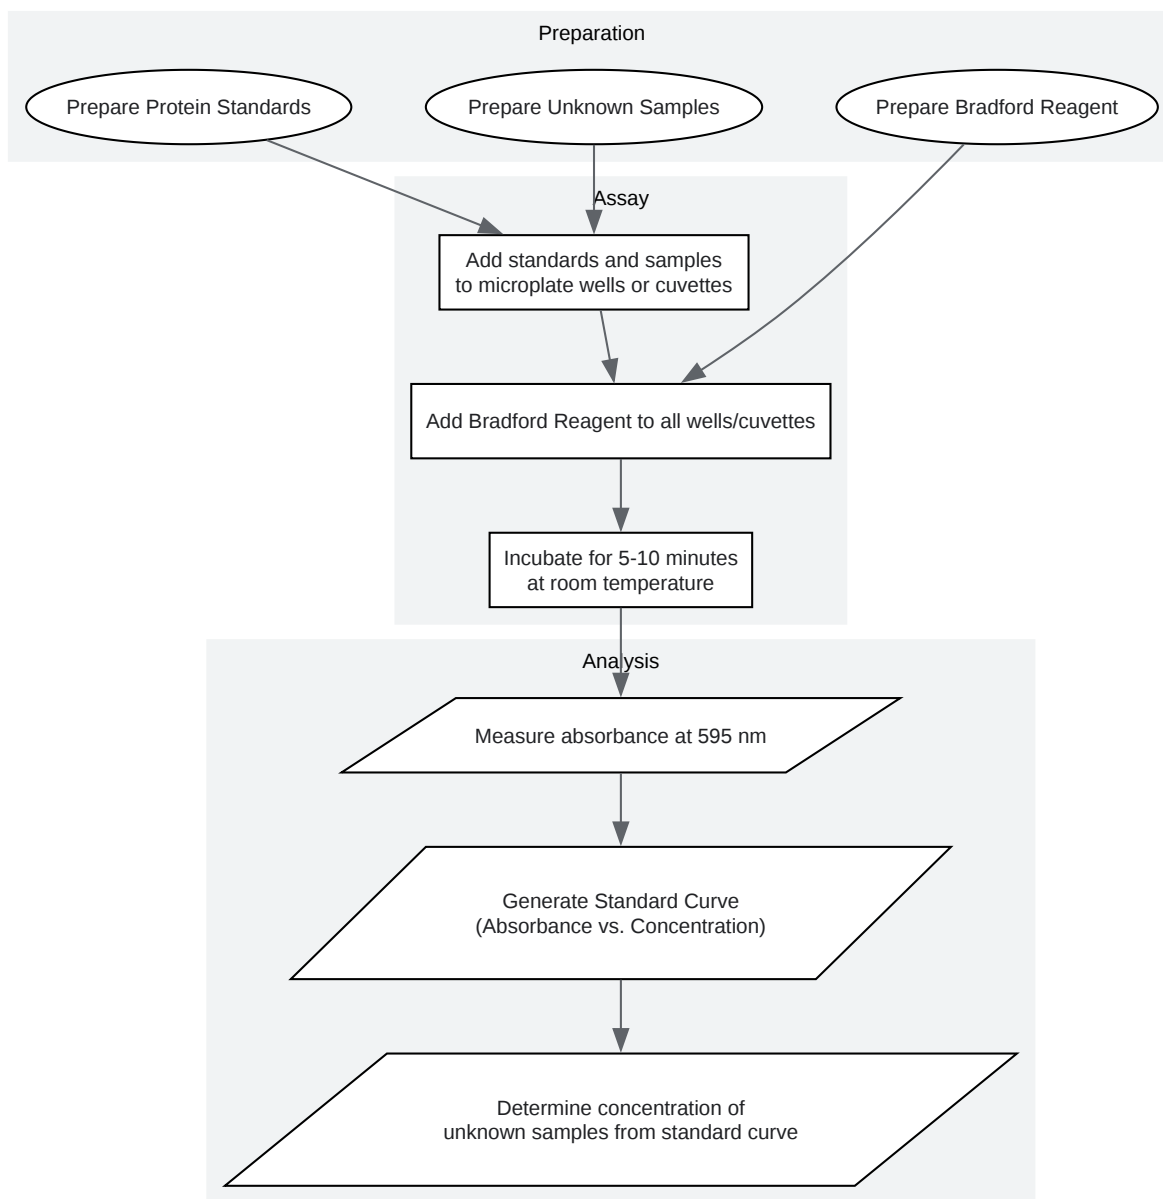 Preparation
Prepare Protein Standards
Prepare Unknown Samples
Prepare Bradford Reagent
Assay
Add standards and samples
to microplate wells or cuvettes
Add Bradford Reagent to all wells/cuvettes
Incubate for 5-10 minutes
at room temperature
Analysis
Measure absorbance at 595 nm
Generate Standard Curve
(Absorbance vs. Concentration)
Determine concentration of
unknown samples from standard curve